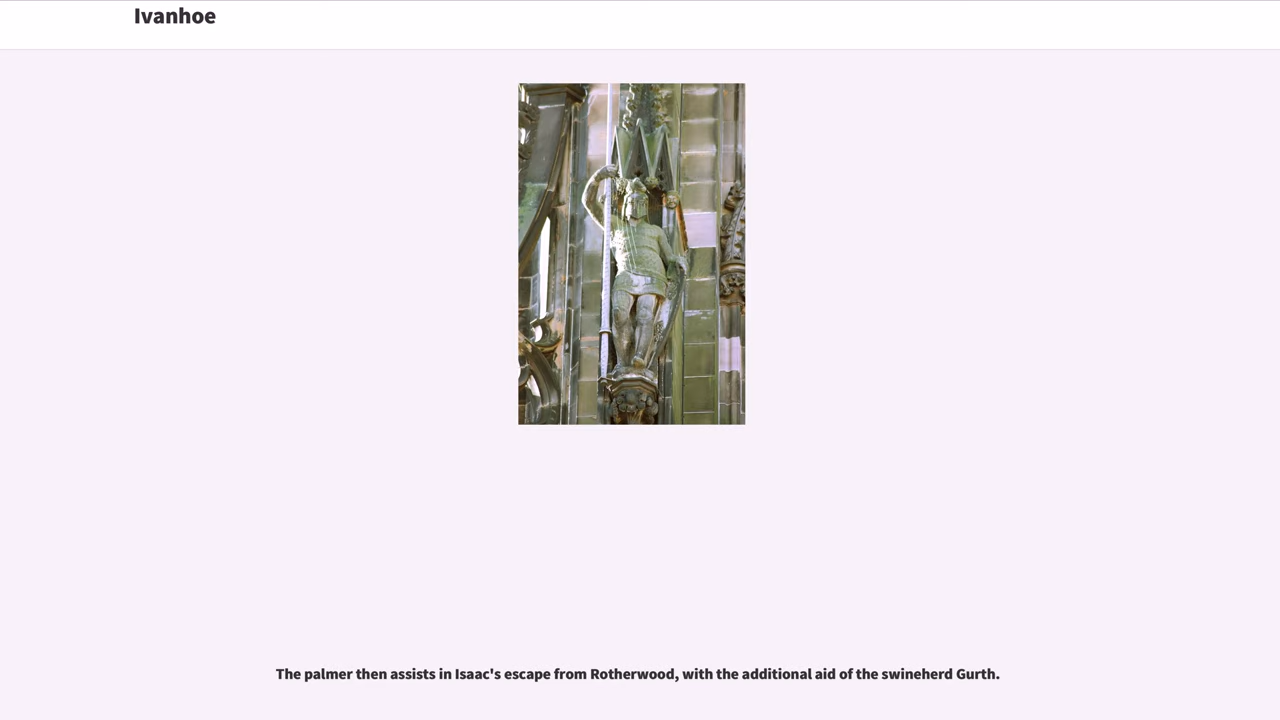 Ivanhoe
The palmer then assists in Isaac's escape from Rotherwood, with the additional aid of the swineherd Gurth.